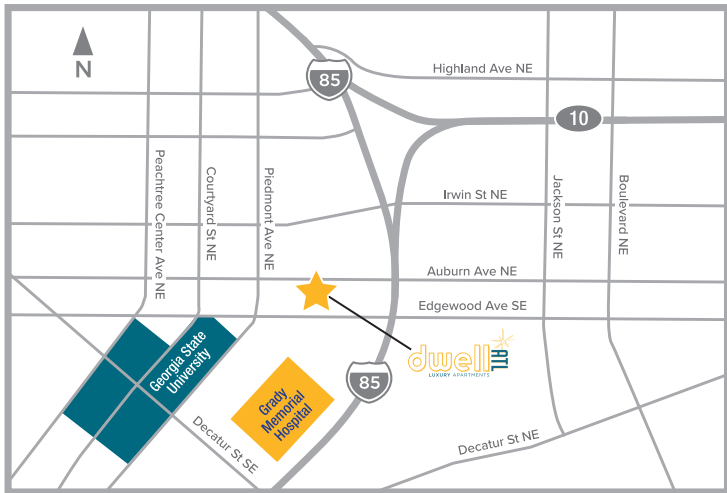 N
85
Highland Ave NE
10
Peachtree Center Ave NE
Courtyard St NE
Piedmont Ave NE
Irwin St NE
Jackson St NE
Boulevard NE
Auburn Ave NE
Edgewood Ave SE
Georgia State
University
dwell ATL
LUXURY APARTMENTS
85
Grady
Memorial
Hospital
Decatur St SE
Decatur St NE